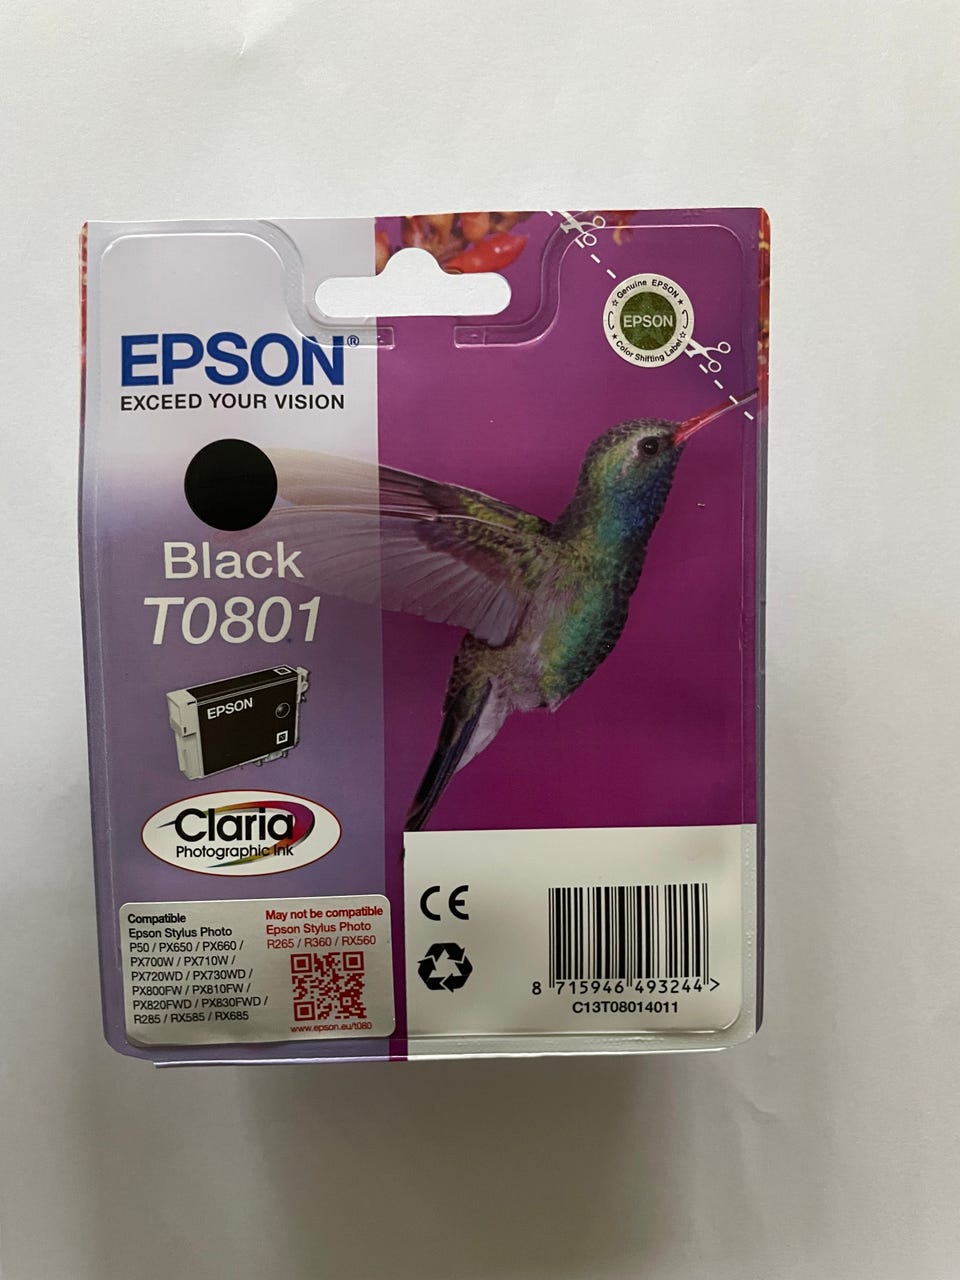 Genuine EPSON
EPSON
Color Shifting Label
EPSON®
EXCEED YOUR VISION
Black
T0801
EPSON
Claria
Photographic Ink
Compatible
Epson Stylus Photo
P50 / PX650 / PX660 /
PX700W / PX710W /
PX720WD / PX730WD /
PX800FW / PX810FW /
PX820FWD / PX830FWD /
R285 / RX585 / RX685
May not be compatible
Epson Stylus Photo
R265 / R360 / RX560
www.epson.eu/t080
CE
8 715946 493244 >
C13T08014011